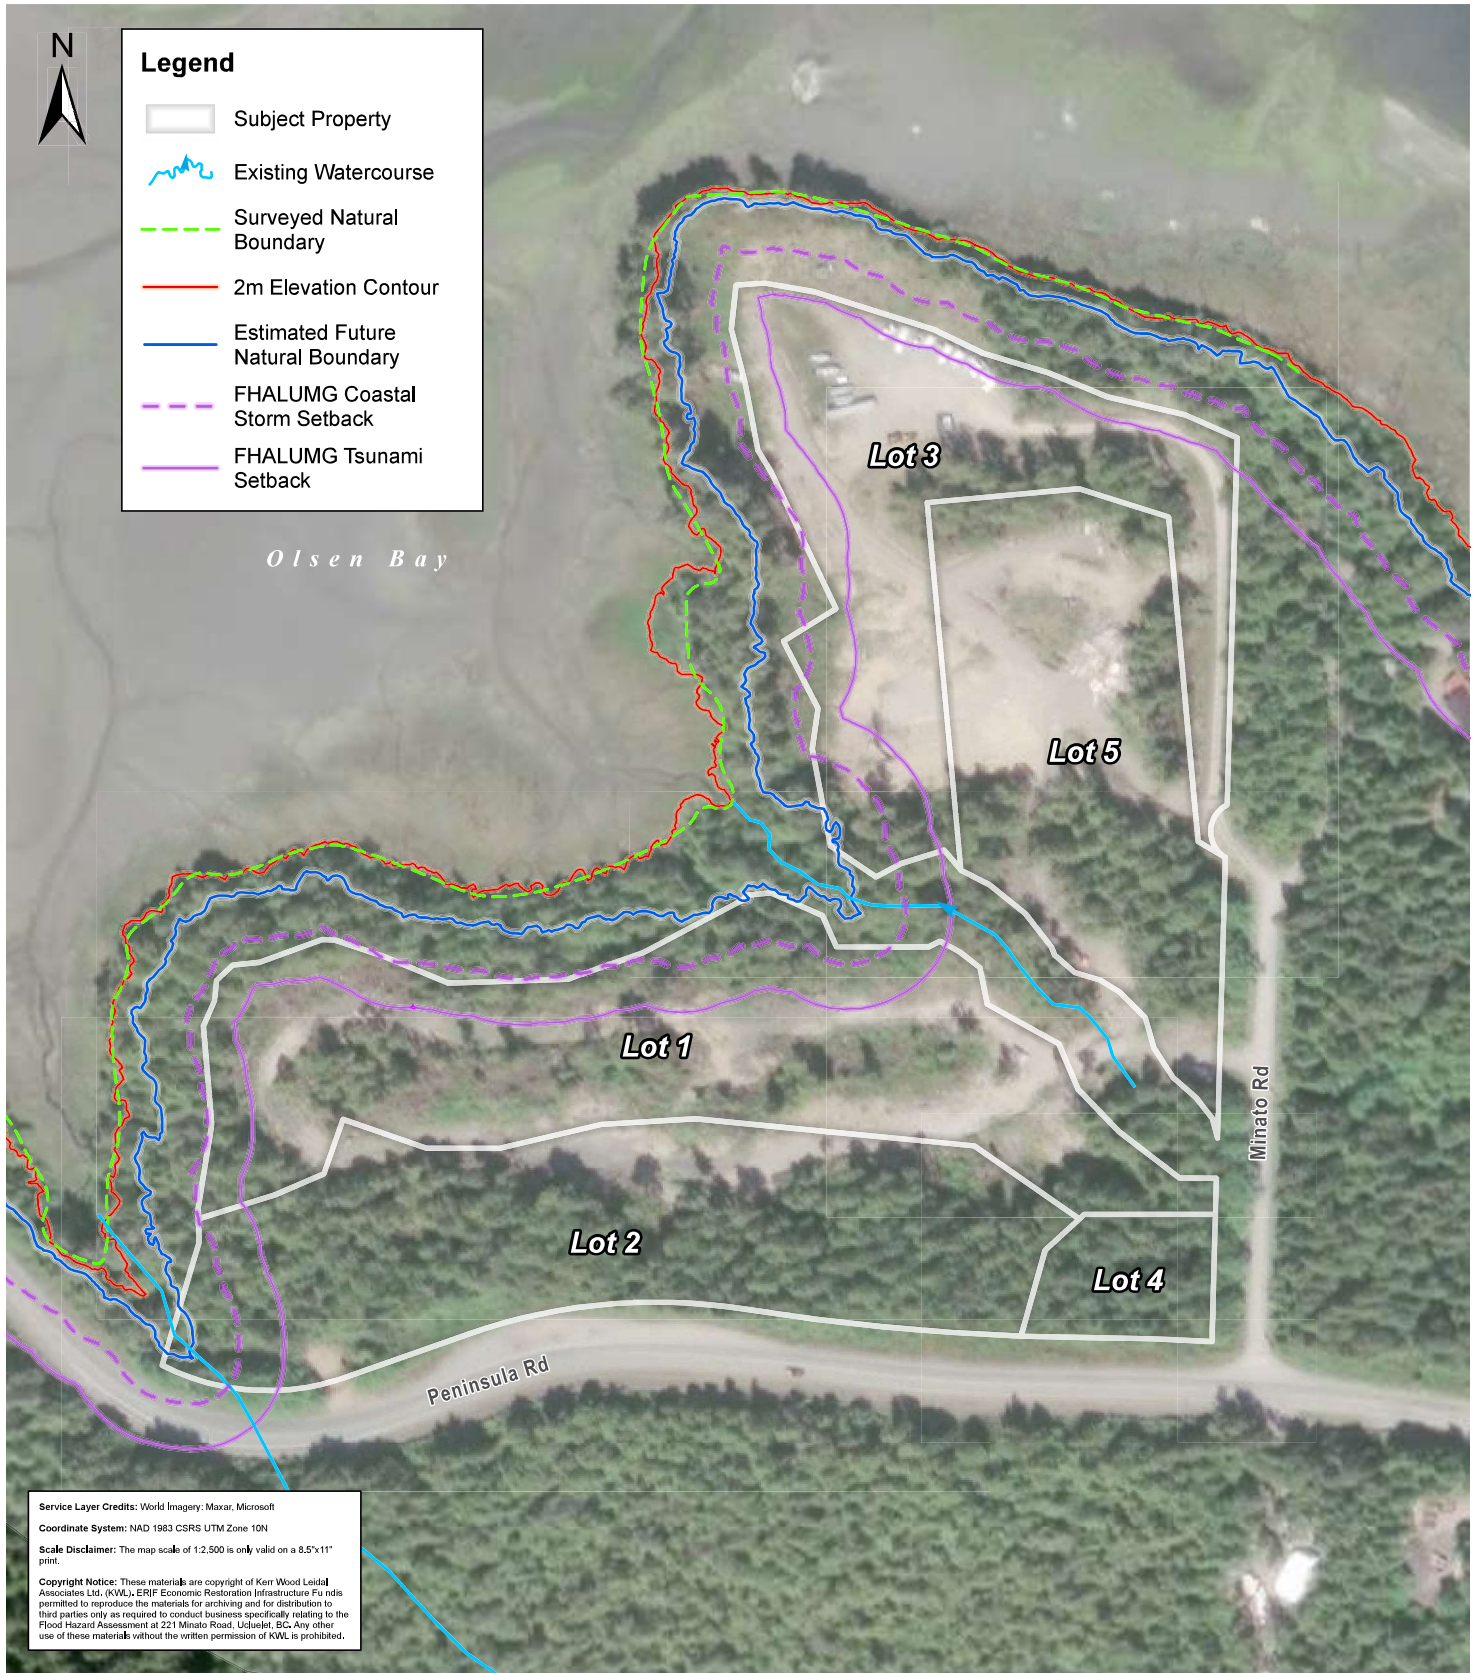 N
Legend
Subject Property
Existing Watercourse
Surveyed Natural
Boundary
2m Elevation Contour
Estimated Future
Natural Boundary
FHALUMG Coastal
Storm Setback
FHALUMG Tsunami
Setback
Olsen Bay
Lot 3
Lot 5
Lot 1
Minato Rd
Lot 2
Lot 4
Peninsula Rd
Service Layer Credits: World Imagery: Maxar, Microsoft
Coordinate System: NAD 1983 CSRS UTM Zone 10N
Scale Disclaimer: The map scale of 1:2,500 is only valid on a 8.5"x11"
print.
Copyright Notice: These materials are copyright of Kerr Wood Leidal
Associates Ltd. (KWL). ERIF Economic Restoration Infrastructure Fu ndis
permitted to reproduce the materials for archiving and for distribution to
third parties only as required to conduct business specifically relating to the
Flood Hazard Assessment at 221 Minato Road, Ucluelet, BC. Any other
use of these materials without the written permission of KWL is prohibited.